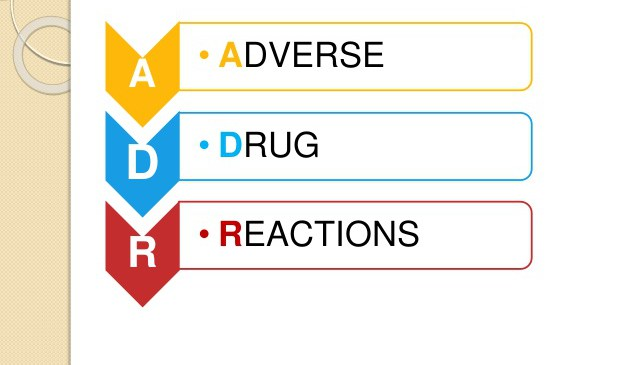 A
• ADVERSE
D
• DRUG
R
• REACTIONS